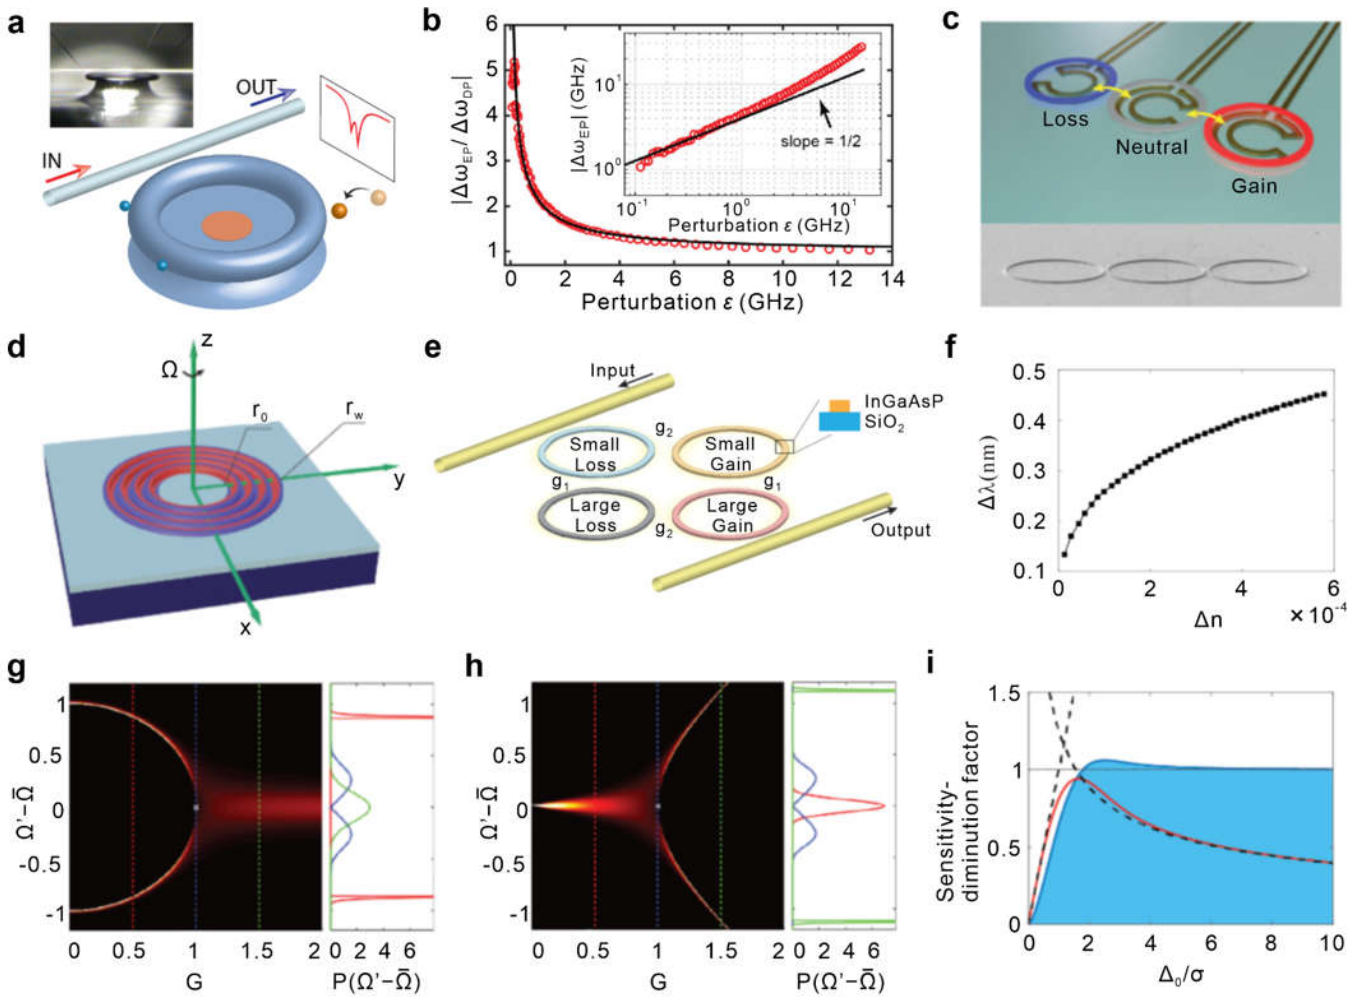 a
IN
OUT
b
|Δω_EP/ Δω_DP|
6
5
4
3
2
1
0
2
4
6
8
10
12
14
Perturbation ε (GHz)
|Δω_EP| (GHz)
10¹
10⁰
slope = 1/2
10⁻¹
10⁰
10¹
Perturbation ε (GHz)
c
Loss
Neutral
Gain
d
z
Ω
r₀
r_w
y
x
e
Input
g₂
InGaAsP
SiO₂
Small
Loss
Small
Gain
g₁
g₁
Large
Loss
Large
Gain
g₂
Output
f
Δλ(nm)
0.5
0.4
0.3
0.2
0.1
0
2
4
6
× 10⁻⁴
Δn
g
Ω'–Ω̄
1
0.5
0
-0.5
-1
0
0.5
1
1.5
2
G
0 2 4 6
P(Ω'–Ω̄)
h
Ω'–Ω̄
1
0.5
0
-0.5
-1
0
0.5
1
1.5
2
G
0 2 4 6
P(Ω'–Ω̄)
i
Sensitivity-
diminution factor
1.5
1
0.5
0
0
2
4
6
8
10
Δ₀/σ